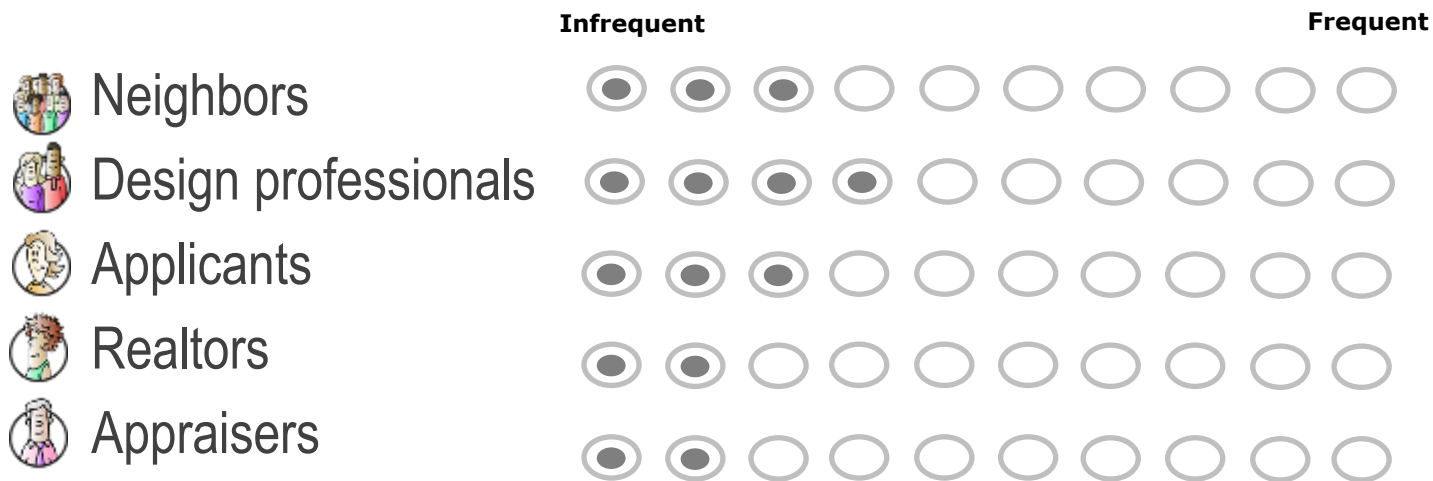 Infrequent Frequent
Neighbors
Design professionals
Applicants
Realtors
Appraisers